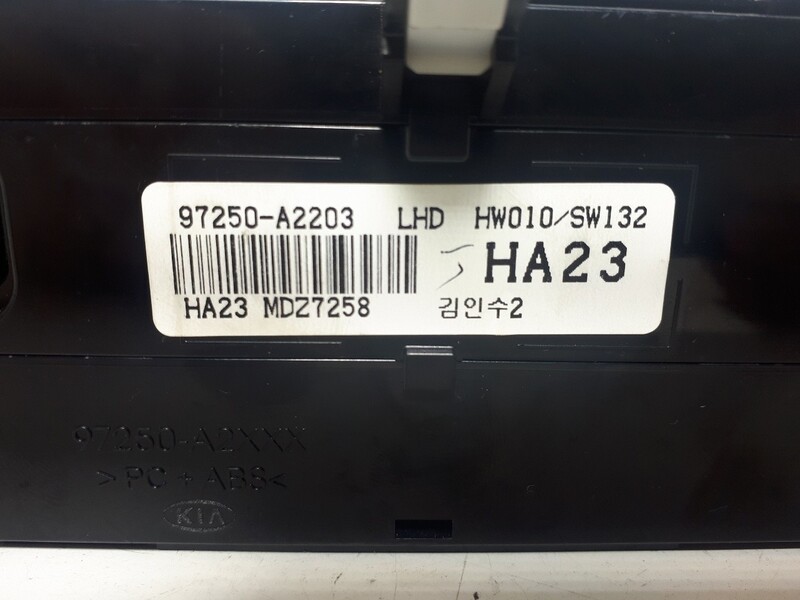 97250-A2203 LHD HW010/SW132
HA23
HA23 MDZ7258 김인수2
97250-A2XXX
>PC + ABS<
KIA